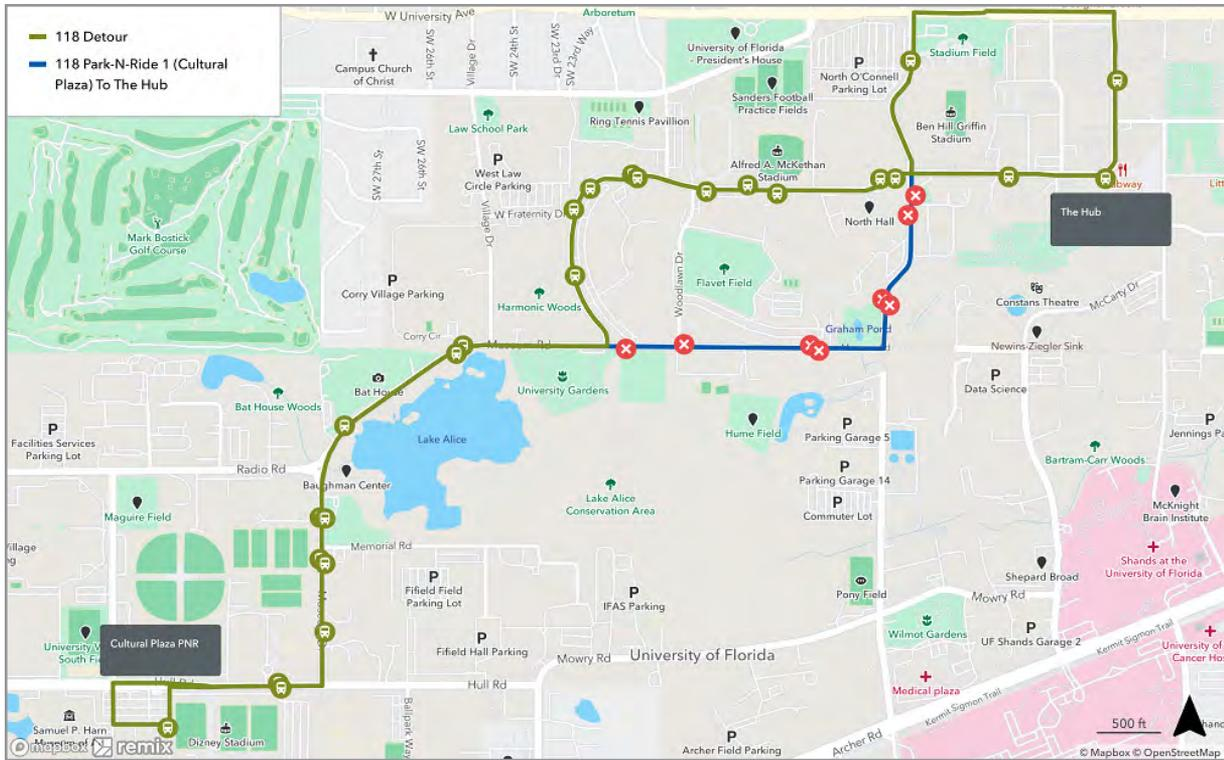 118 Detour
118 Park-N-Ride 1 (Cultural
Plaza) To The Hub
W University Ave
Arboretum
SW 26th St
Village Dr
SW 24th St
SW 23rd Dr
SW 23rd Way
Campus Church
of Christ
University of Florida
- President's House
North O'Connell
Parking Lot
Stadium Field
Sanders Football
Practice Fields
Ring Tennis Pavillion
Law School Park
Ben Hill Griffin
Stadium
SW 27th St
P
West Law
Circle Parking
Alfred A. McKethan
Stadium
W Fraternity Dr
Village Dr
North Hall
The Hub
Mark Bostick
Golf Course
P
Corry Village Parking
Woodlawn Dr
Flavet Field
Harmonic Woods
Constans Theatre
McCarty Dr
Corry Cir
Graham Pond
Newins-Ziegler Sink
University Gardens
Bat House
P
Data Science
Bat House Woods
P
Facilities Services
Parking Lot
Lake Alice
Hume Field
P
Parking Garage 5
Jennings Pa
Radio Rd
Baughman Center
Bartram-Carr Woods
P
Parking Garage 14
P
Commuter Lot
Lake Alice
Conservation Area
Maguire Field
McKnight
Brain Institute
Memorial Rd
Shands at the
University of Florida
P
Fifield Field
Parking Lot
P
IFAS Parking
Pony Field
Shepard Broad
Mowry Rd
Cultural Plaza PNR
P
Fifield Hall Parking
Wilmot Gardens
P
UF Shands Garage 2
Mowry Rd
University of Florida
Kermit Sigmon Trail
Hull Rd
Medical plaza
Kermit Sigmon Trail
Samuel P. Harn
Dizney Stadium
P
Archer Field Parking
Archer Rd
500 ft
mapbox remix
© Mapbox © OpenStreetMap